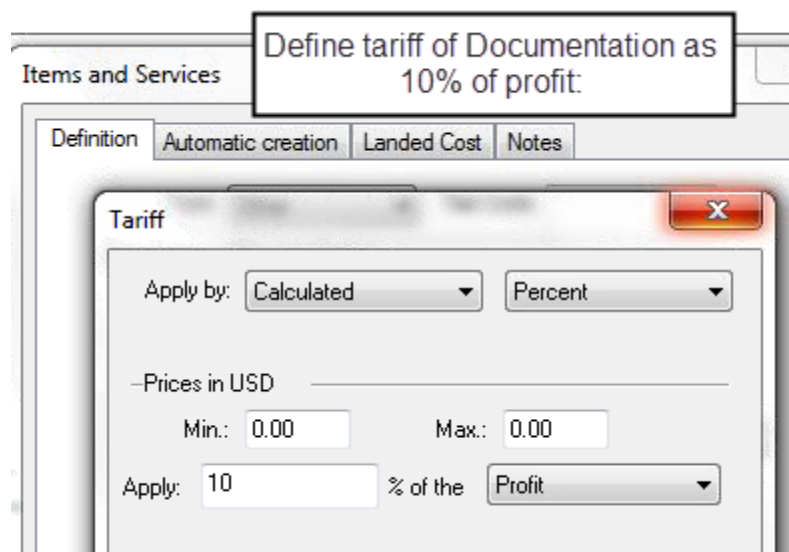 Define tariff of Documentation as
10% of profit:
Items and Services
Definition Automatic creation Landed Cost Notes
Tariff
Apply by: Calculated Percent
Prices in USD
Min.: 0.00 Max.: 0.00
Apply: 10 % of the Profit